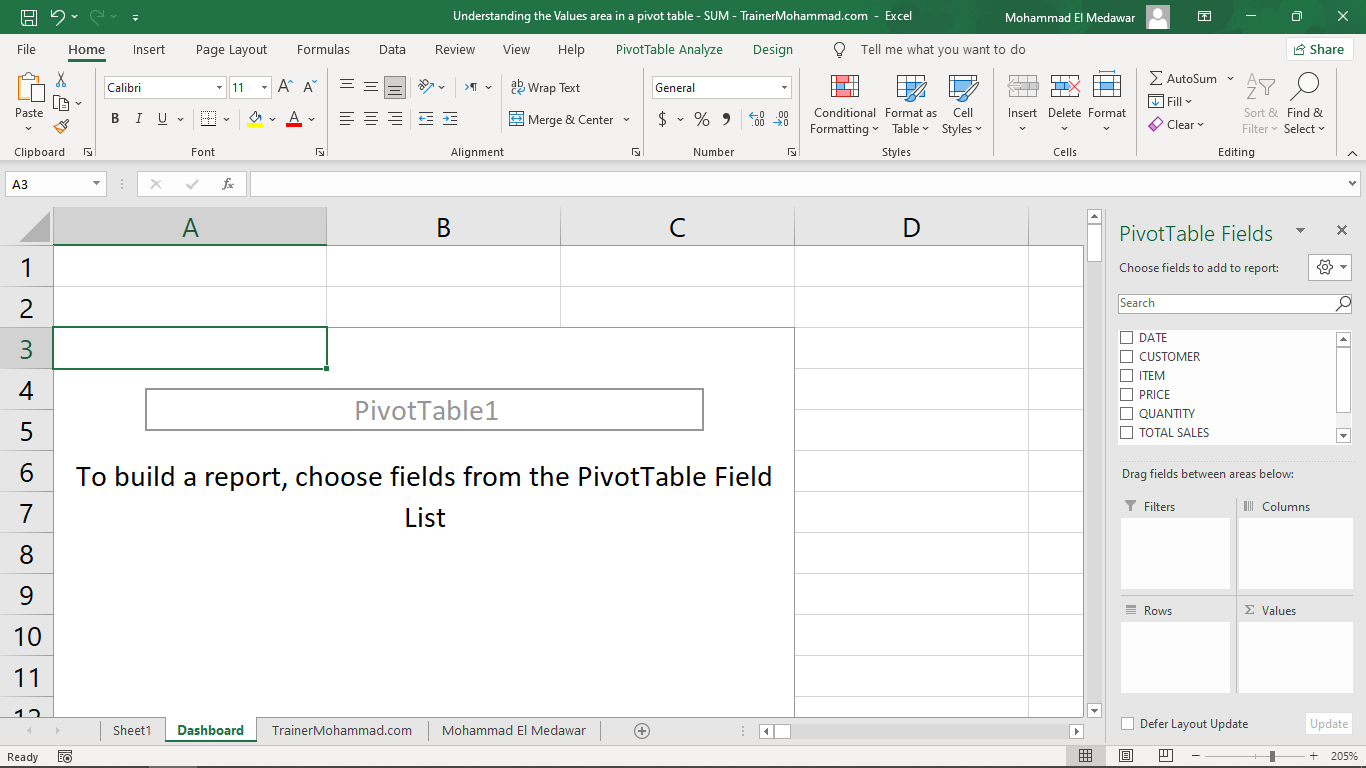 Understanding the Values area in a pivot table - SUM - TrainerMohammad.com - Excel
Mohammad El Medawar
File Home Insert Page Layout Formulas Data Review View Help PivotTable Analyze Design Tell me what you want to do Share
Paste
Clipboard
Calibri 11
B I U A
Font
ab Wrap Text
Merge & Center
Alignment
General
$ % 9
Number
Conditional Formatting
Format as Table
Cell Styles
Styles
Insert Delete Format
Cells
AutoSum
Fill
Clear
Sort & Filter
Find & Select
Editing
A3 fx
A B C D
1
2
3
4
5
6
7
8
9
10
11
12
PivotTable1
To build a report, choose fields from the PivotTable Field
List
PivotTable Fields
Choose fields to add to report:
Search
DATE
CUSTOMER
ITEM
PRICE
QUANTITY
TOTAL SALES
Drag fields between areas below:
Filters Columns
Rows Σ Values
Defer Layout Update Update
Sheet1 Dashboard TrainerMohammad.com Mohammad El Medawar
Ready 205%